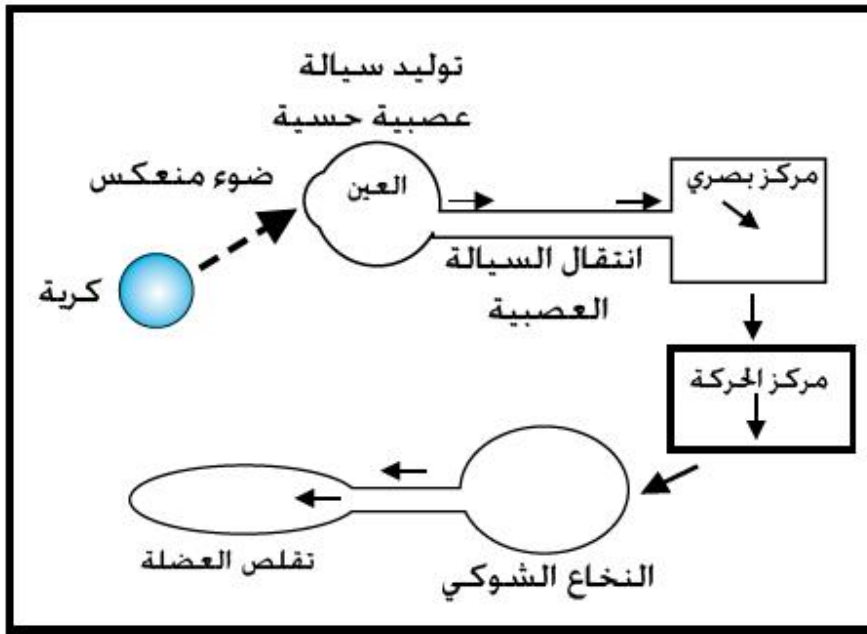 توليد سيالة
عصبية حسية
ضوء منعكس
العين
مركز بصري
كرية
انتقال السيالة
العصبية
مركز الحركة
النخاع الشوكي
تقلص العضلة